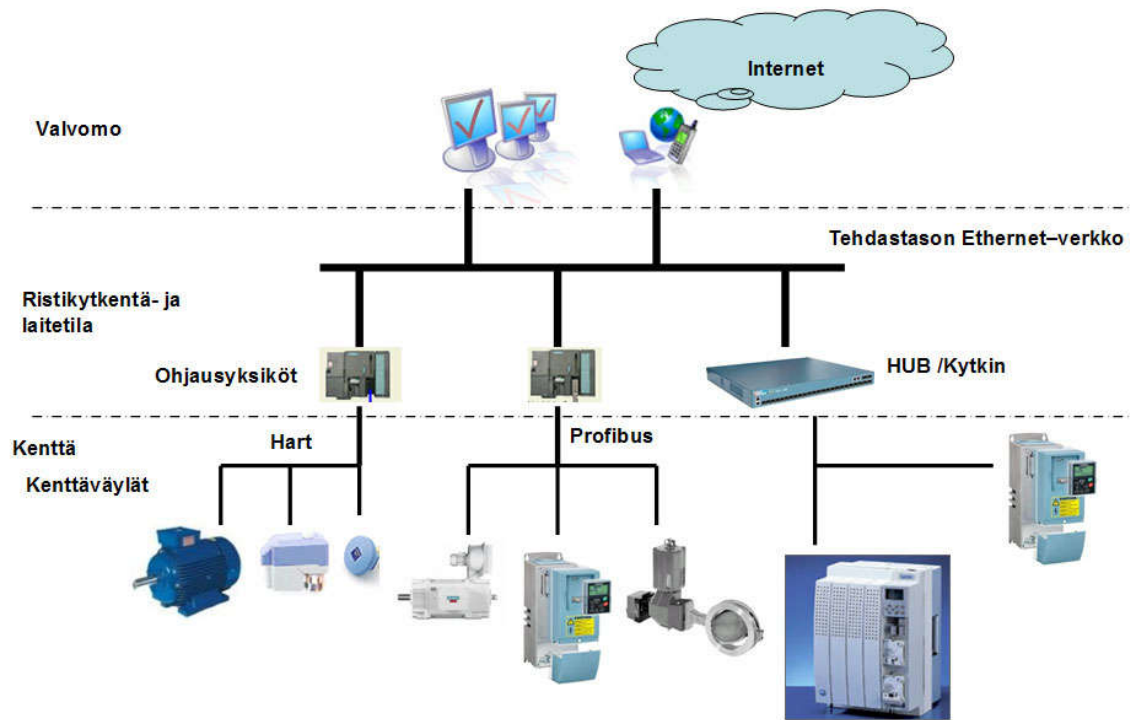 Internet
Valvomo
Tehdastason Ethernet–verkko
Ristikytkentä- ja
laitetila
Ohjausyksiköt
HUB /Kytkin
Kenttä
Hart
Profibus
Kenttäväylät